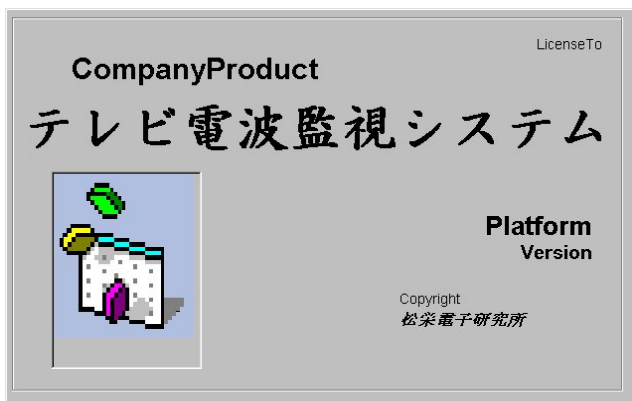 LicenseTo
CompanyProduct
テレビ電波監視システム
Platform
Version
Copyright
松栄電子研究所